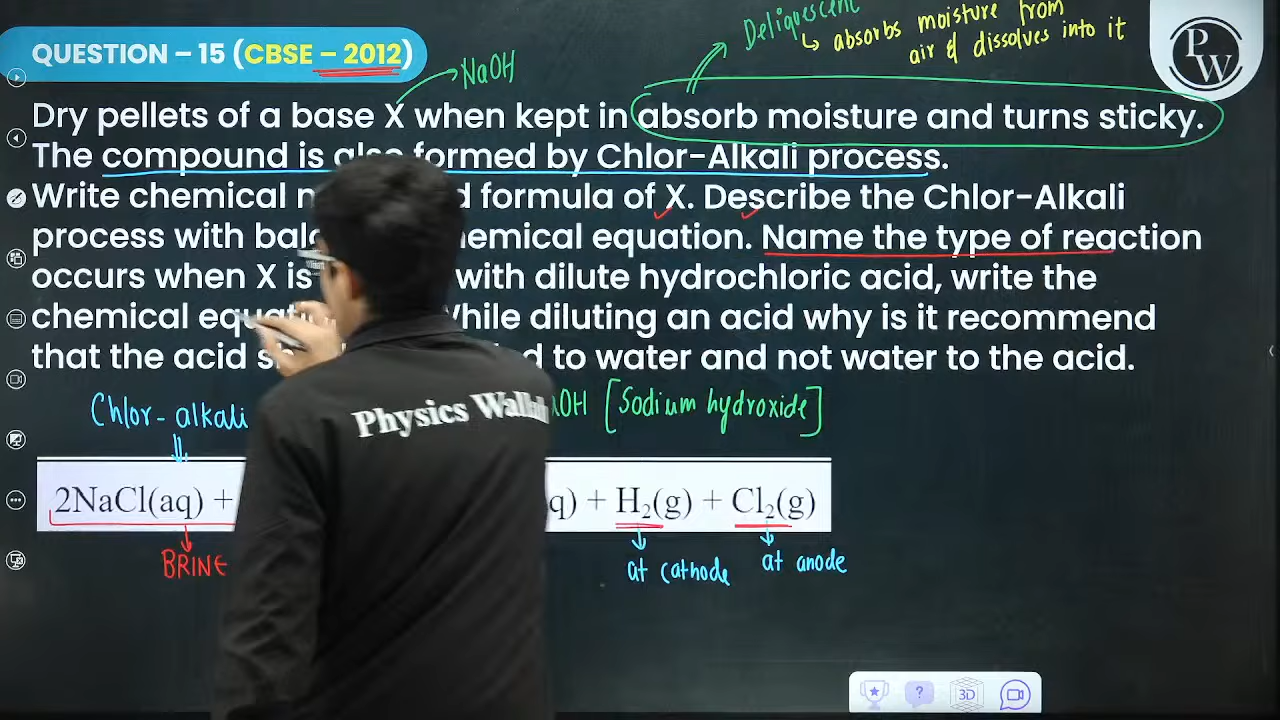 Deliquescent
↳ absorbs moisture from
air & dissolves into it
PW
QUESTION – 15 (CBSE – 2012)
NaOH
Dry pellets of a base X when kept in absorb moisture and turns sticky.
The compound is also formed by Chlor-Alkali process.
Write chemical n d formula of X. Describe the Chlor-Alkali
process with bal hemical equation. Name the type of reaction
occurs when X is with dilute hydrochloric acid, write the
chemical equati While diluting an acid why is it recommend
that the acid s d to water and not water to the acid.
Chlor-alkali
OH [Sodium hydroxide]
Physics Wallah
2NaCl(aq) + q) + H₂(g) + Cl₂(g)
BRINE
at cathode
at anode
3D